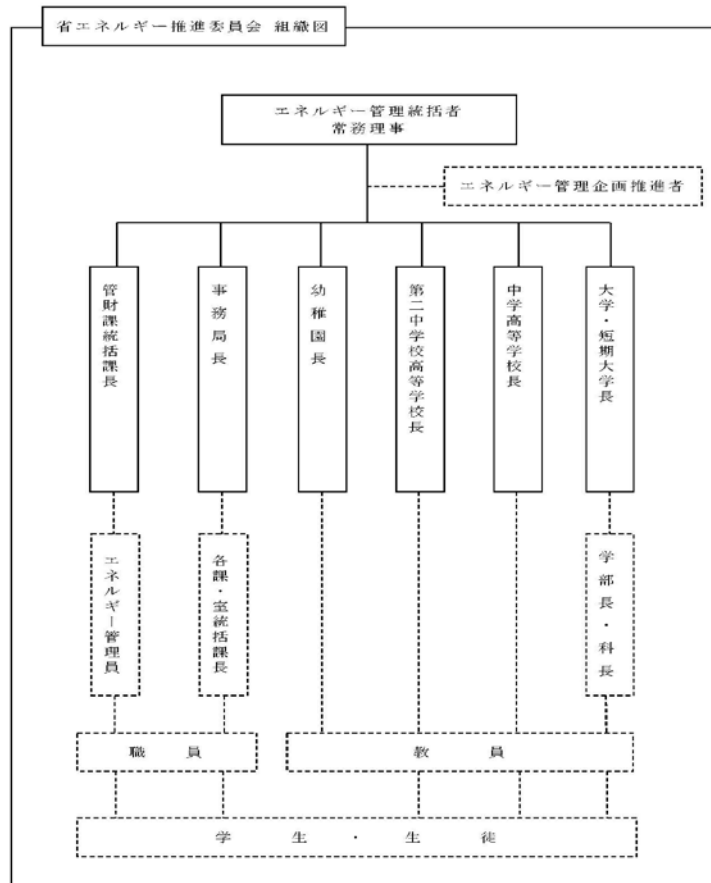 省エネルギー推進委員会 組織図
エネルギー管理統括者
常務理事
エネルギー管理企画推進者
管財課統括課長
事務局長
幼稚園長
第二中学校高等学校長
中学高等学校長
大学・短期大学長
エネルギー管理員
各課・室統括課長
学部長・科長
職員
教員
学生・生徒